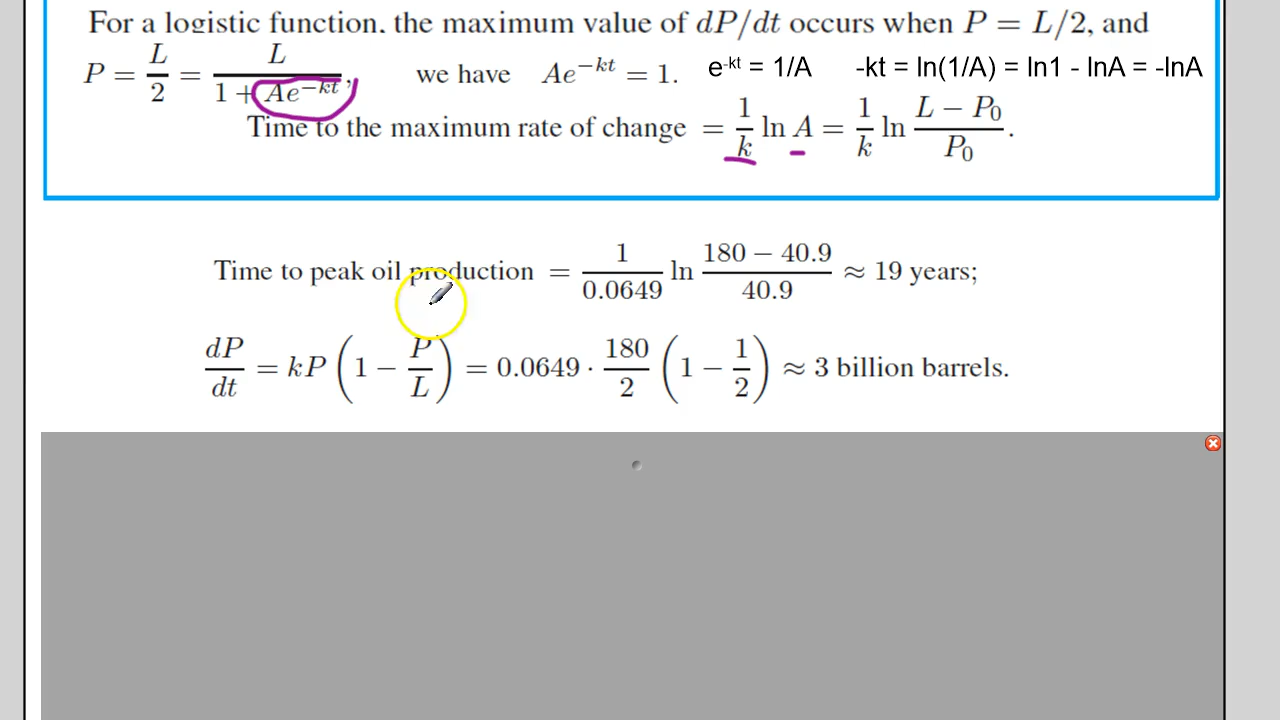 For a logistic function, the maximum value of dP/dt occurs when P = L/2, and
P = L/2 = L/(1 + Ae^{-kt}), we have Ae^{-kt} = 1. e^{-kt} = 1/A -kt = ln(1/A) = ln1 - lnA = -lnA
Time to the maximum rate of change = 1/k ln A = 1/k ln (L − P₀)/P₀.
Time to peak oil production = 1/0.0649 ln (180 − 40.9)/40.9 ≈ 19 years;
dP/dt = kP(1 − P/L) = 0.0649 · 180/2 (1 − 1/2) ≈ 3 billion barrels.